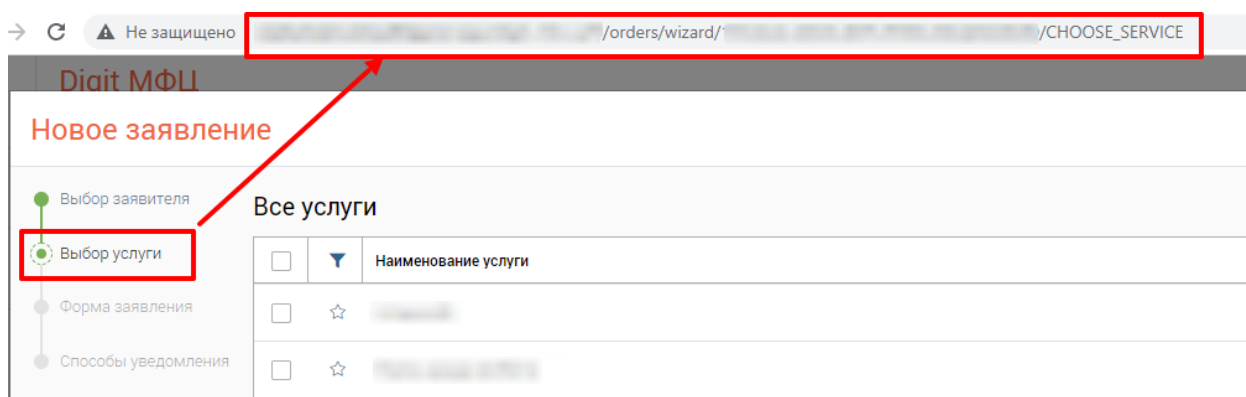 Не защищено /orders/wizard/ /CHOOSE_SERVICE
Digit МФЦ
Новое заявление
Выбор заявителя
Все услуги
Выбор услуги
Наименование услуги
Форма заявления
Способы уведомления